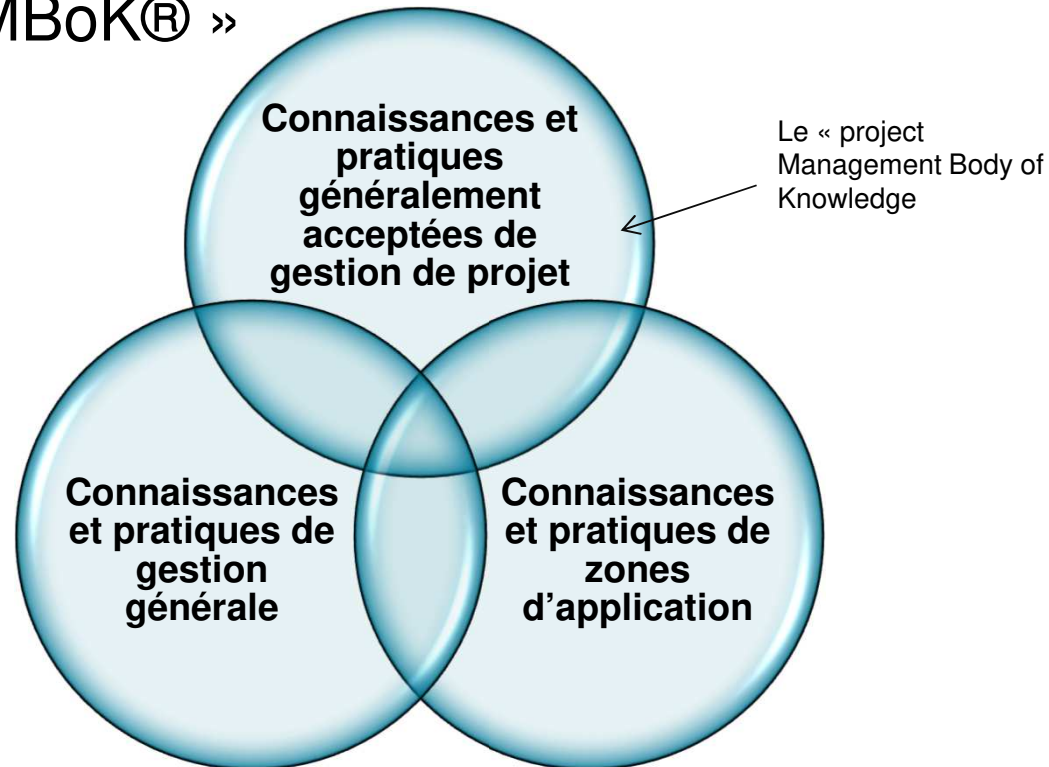 MBoK® »
Connaissances et
pratiques
généralement
acceptées de
gestion de projet
Le « project
Management Body of
Knowledge
Connaissances
et pratiques de
gestion
générale
Connaissances
et pratiques de
zones
d’application